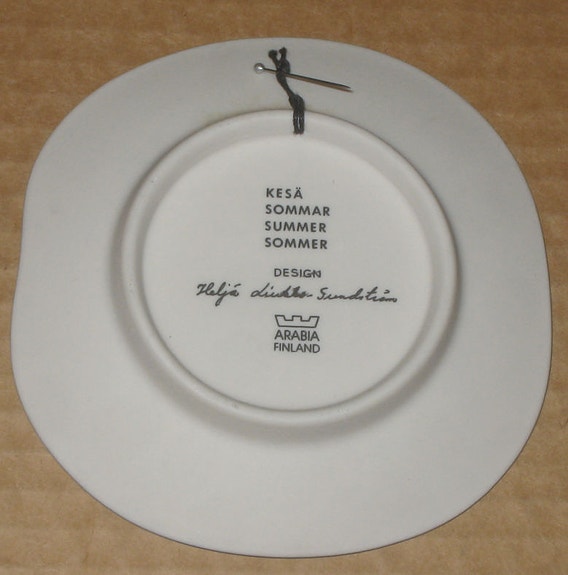 KESÄ
SOMMAR
SUMMER
SOMMER
DESIGN
Heljä Liukko-Sundström
ARABIA
FINLAND